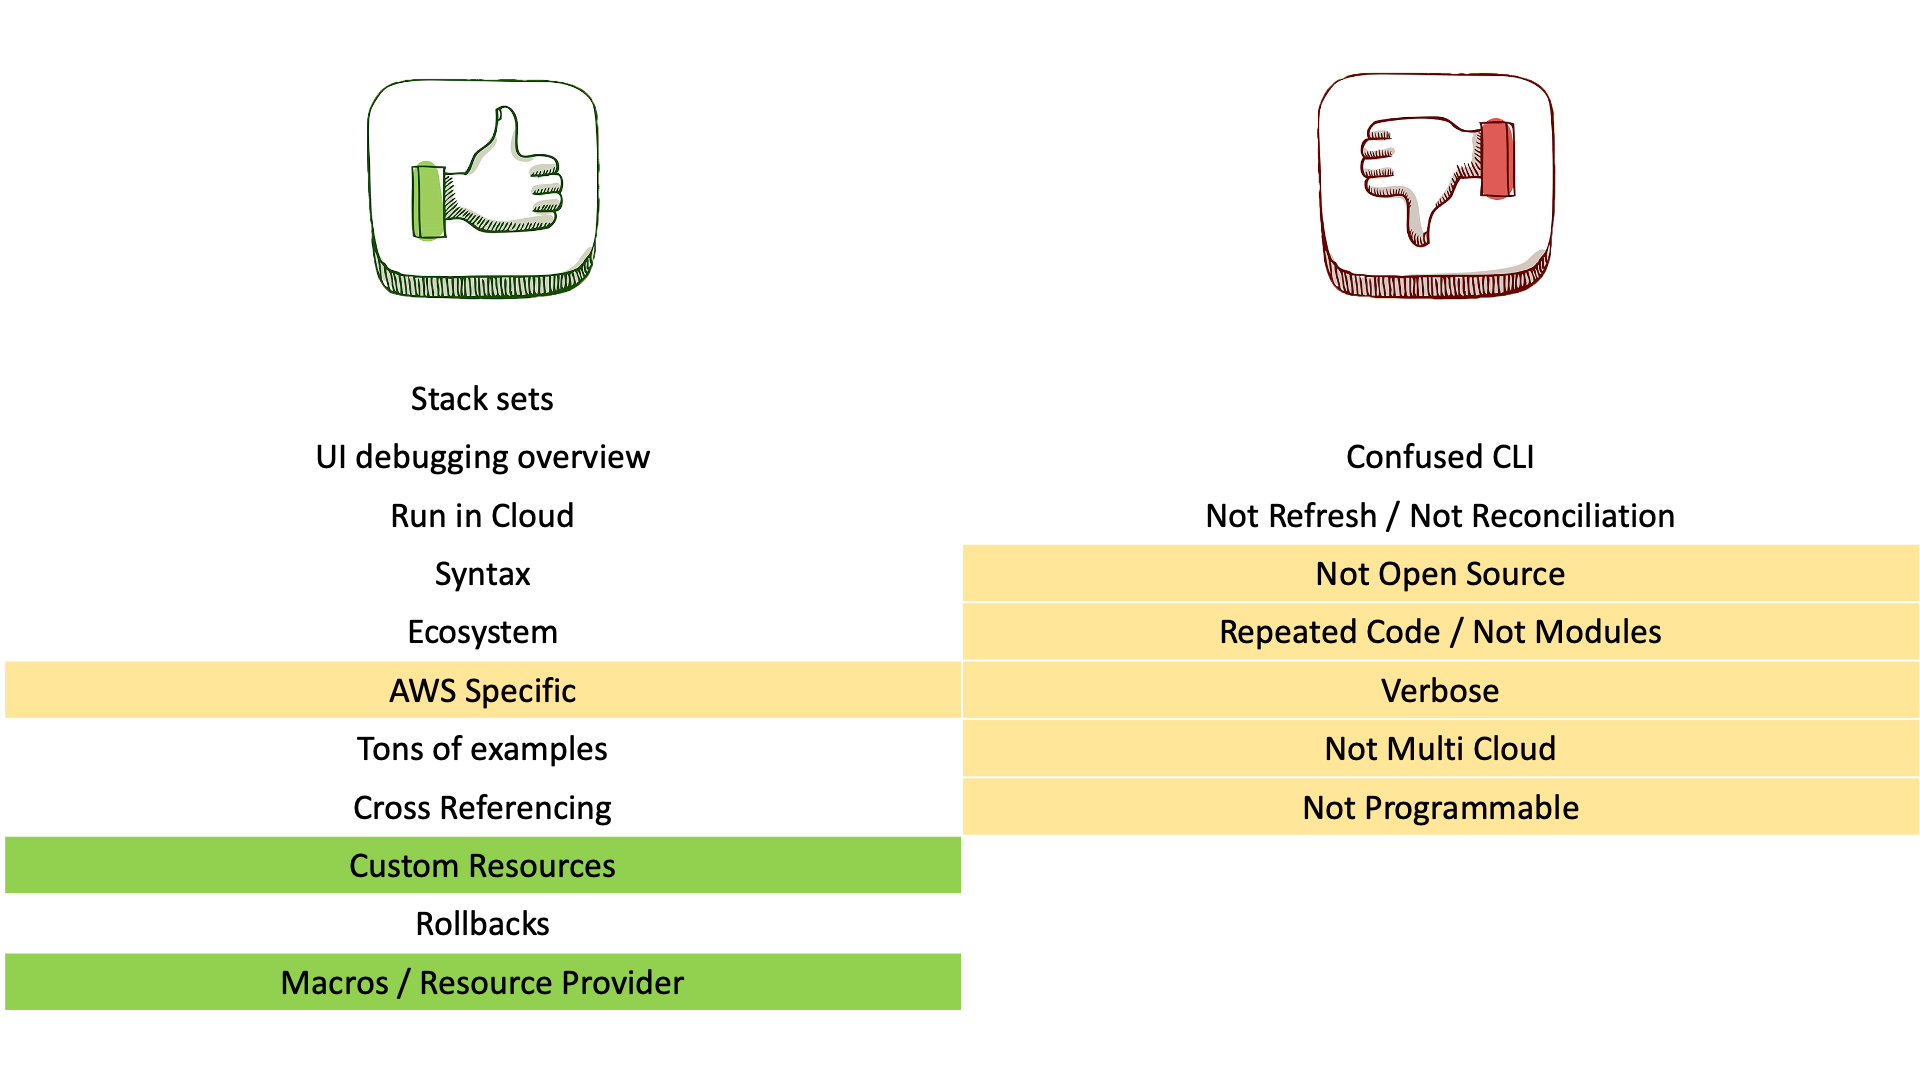 Stack sets
UI debugging overview
Confused CLI
Run in Cloud
Not Refresh / Not Reconciliation
Syntax
Not Open Source
Ecosystem
Repeated Code / Not Modules
AWS Specific
Verbose
Tons of examples
Not Multi Cloud
Cross Referencing
Not Programmable
Custom Resources
Rollbacks
Macros / Resource Provider